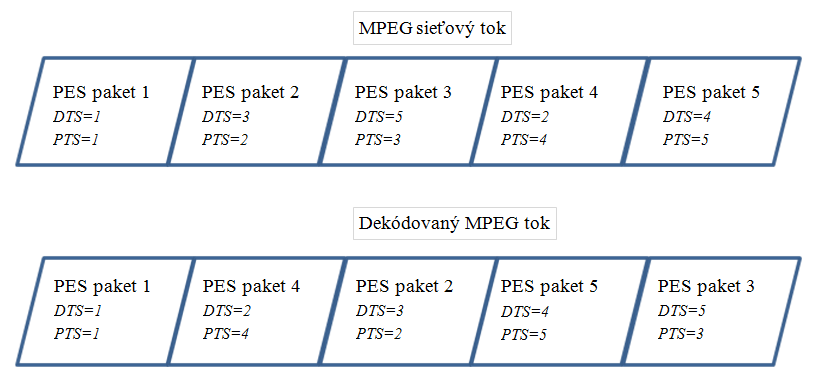 MPEG sieťový tok
PES paket 1
DTS=1
PTS=1
PES paket 2
DTS=3
PTS=2
PES paket 3
DTS=5
PTS=3
PES paket 4
DTS=2
PTS=4
PES paket 5
DTS=4
PTS=5
Dekódovaný MPEG tok
PES paket 1
DTS=1
PTS=1
PES paket 4
DTS=2
PTS=4
PES paket 2
DTS=3
PTS=2
PES paket 5
DTS=4
PTS=5
PES paket 3
DTS=5
PTS=3